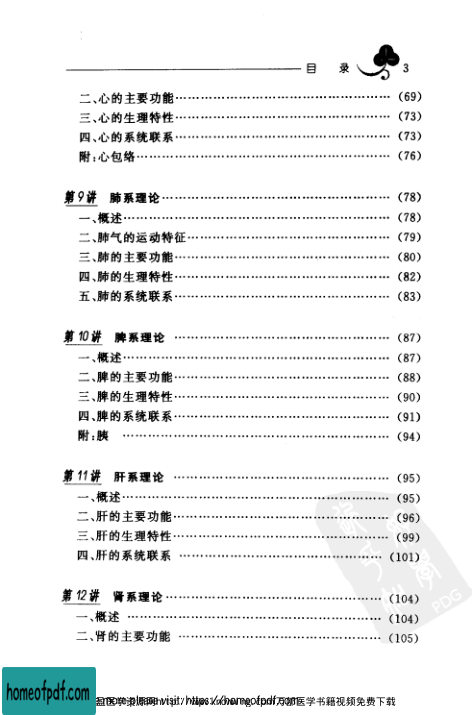 目 录 3
二、心的主要功能………………………………………… (69)
三、心的生理特性………………………………………… (73)
四、心的系统联系………………………………………… (73)
附:心包络………………………………………………… (76)
第9讲 肺系理论………………………………………… (78)
一、概述…………………………………………………… (78)
二、肺气的运动特征……………………………………… (79)
三、肺的主要功能………………………………………… (80)
四、肺的生理特性………………………………………… (82)
五、肺的系统联系………………………………………… (83)
第10讲 脾系理论 ……………………………………… (87)
一、概述…………………………………………………… (87)
二、脾的主要功能………………………………………… (88)
三、脾的生理特性………………………………………… (90)
四、脾的系统联系………………………………………… (91)
附:胰 …………………………………………………… (94)
第11讲 肝系理论 ……………………………………… (95)
一、概述…………………………………………………… (95)
二、肝的主要功能………………………………………… (96)
三、肝的生理特性………………………………………… (99)
四、肝的系统联系 ……………………………………… (101)
第12讲 肾系理论………………………………………… (104)
一、概述 ………………………………………………… (104)
二、肾的主要功能 ……………………………………… (105)
PDG
homeofpdf.com
please visit: https://homeofpdf.com
医学书籍视频免费下载